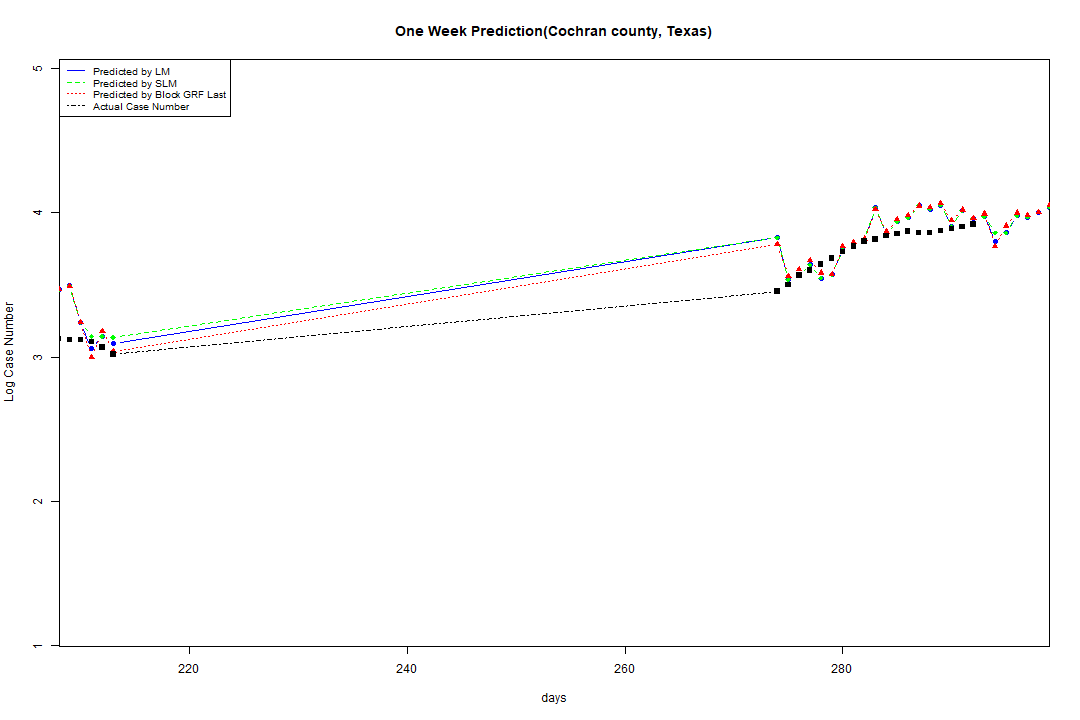 One Week Prediction(Cochran county, Texas)
Predicted by LM
Predicted by SLM
Predicted by Block GRF Last
Actual Case Number
5
4
3
2
1
Log Case Number
220
240
260
280
days